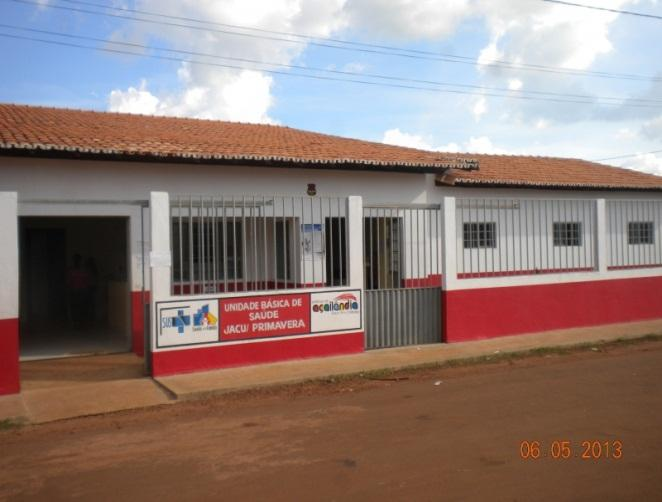 SUS
UNIDADE BÁSICA DE
SAÚDE
JACU/ PRIMAVERA
açailândia
06.05.2013